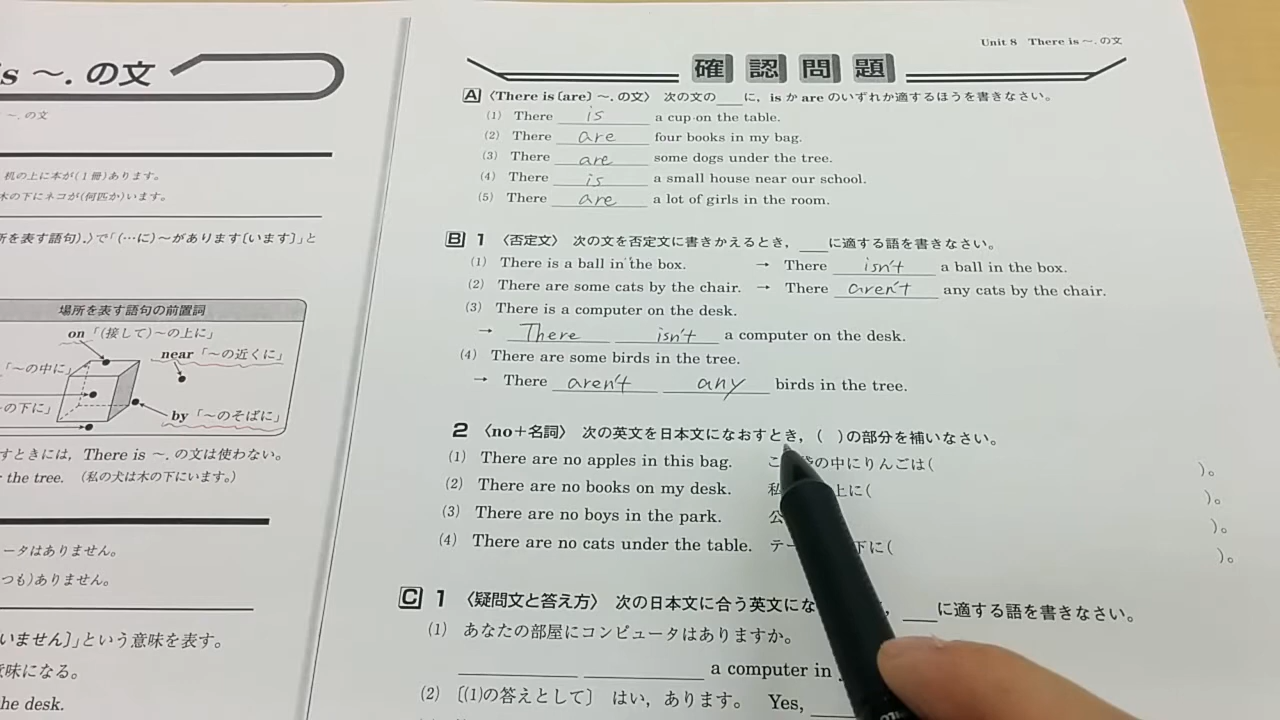 is ～. の文
～. の文
机の上に本が(1冊)あります。
木の下にネコが(何匹か)います。
所を表す語句).〉で「(…に)～があります〔います〕」と
場所を表す語句の前置詞
on「(接して)～の上に」
near「～の近くに」
「～の中に」
の下に」
by「～のそばに」
すときには, There is ～. の文は使わない。
r the tree. (私の犬は木の下にいます。)
ータはありません。
つも)ありません。
いません〕」という意味を表す。
意味になる。
he desk.
Unit 8 There is ～. の文
確認問題
A 〈There is〔are〕～. の文〉 次の文の___に, is か are のいずれか適するほうを書きなさい。
(1) There is a cup on the table.
(2) There are four books in my bag.
(3) There are some dogs under the tree.
(4) There is a small house near our school.
(5) There are a lot of girls in the room.
B 1 〈否定文〉 次の文を否定文に書きかえるとき, ___に適する語を書きなさい。
(1) There is a ball in the box. → There isn't a ball in the box.
(2) There are some cats by the chair. → There aren't any cats by the chair.
(3) There is a computer on the desk.
→ There isn't a computer on the desk.
(4) There are some birds in the tree.
→ There aren't any birds in the tree.
2 〈no+名詞〉 次の英文を日本文になおすとき, ( )の部分を補いなさい。
(1) There are no apples in this bag. こ 袋の中にりんごは( )。
(2) There are no books on my desk. 私 上に( )。
(3) There are no boys in the park. 公 )。
(4) There are no cats under the table. テー 下に( )。
C 1 〈疑問文と答え方〉 次の日本文に合う英文にな , ___に適する語を書きなさい。
(1) あなたの部屋にコンピュータはありますか。
______ ______ a computer in
(2) 〔(1)の答えとして〕 はい, あります。 Yes, ___